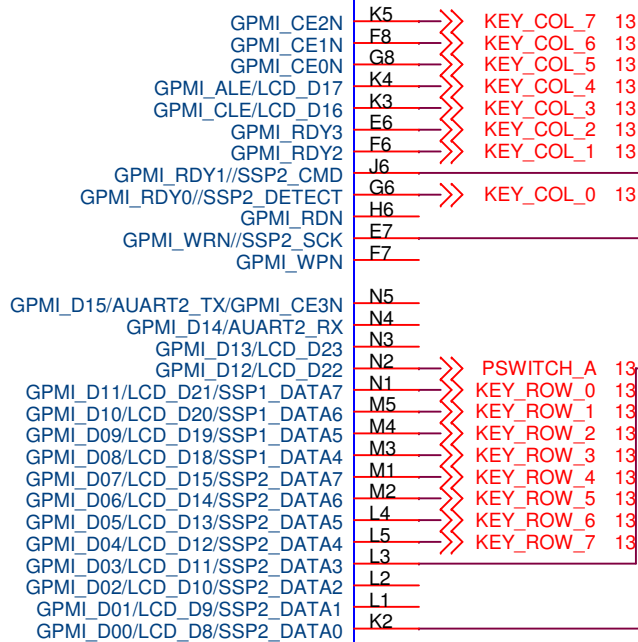 GPMI_CE2N K5 KEY_COL_7 13
GPMI_CE1N F8 KEY_COL_6 13
GPMI_CE0N G8 KEY_COL_5 13
GPMI_ALE/LCD_D17 K4 KEY_COL_4 13
GPMI_CLE/LCD_D16 K3 KEY_COL_3 13
GPMI_RDY3 E6 KEY_COL_2 13
GPMI_RDY2 F6 KEY_COL_1 13
GPMI_RDY1//SSP2_CMD J6
GPMI_RDY0//SSP2_DETECT G6 KEY_COL_0 13
GPMI_RDN H6
GPMI_WRN//SSP2_SCK E7
GPMI_WPN F7
GPMI_D15/AUART2_TX/GPMI_CE3N N5
GPMI_D14/AUART2_RX N4
GPMI_D13/LCD_D23 N3
GPMI_D12/LCD_D22 N2 PSWITCH_A 13
GPMI_D11/LCD_D21/SSP1_DATA7 N1 KEY_ROW_0 13
GPMI_D10/LCD_D20/SSP1_DATA6 M5 KEY_ROW_1 13
GPMI_D09/LCD_D19/SSP1_DATA5 M4 KEY_ROW_2 13
GPMI_D08/LCD_D18/SSP1_DATA4 M3 KEY_ROW_3 13
GPMI_D07/LCD_D15/SSP2_DATA7 M1 KEY_ROW_4 13
GPMI_D06/LCD_D14/SSP2_DATA6 M2 KEY_ROW_5 13
GPMI_D05/LCD_D13/SSP2_DATA5 L4 KEY_ROW_6 13
GPMI_D04/LCD_D12/SSP2_DATA4 L5 KEY_ROW_7 13
GPMI_D03/LCD_D11/SSP2_DATA3 L3
GPMI_D02/LCD_D10/SSP2_DATA2 L2
GPMI_D01/LCD_D9/SSP2_DATA1 L1
GPMI_D00/LCD_D8/SSP2_DATA0 K2